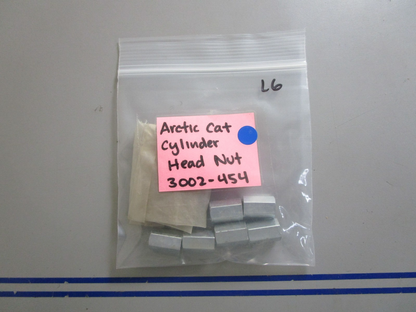 L6
Arctic Cat
Cylinder
Head Nut
3002-454